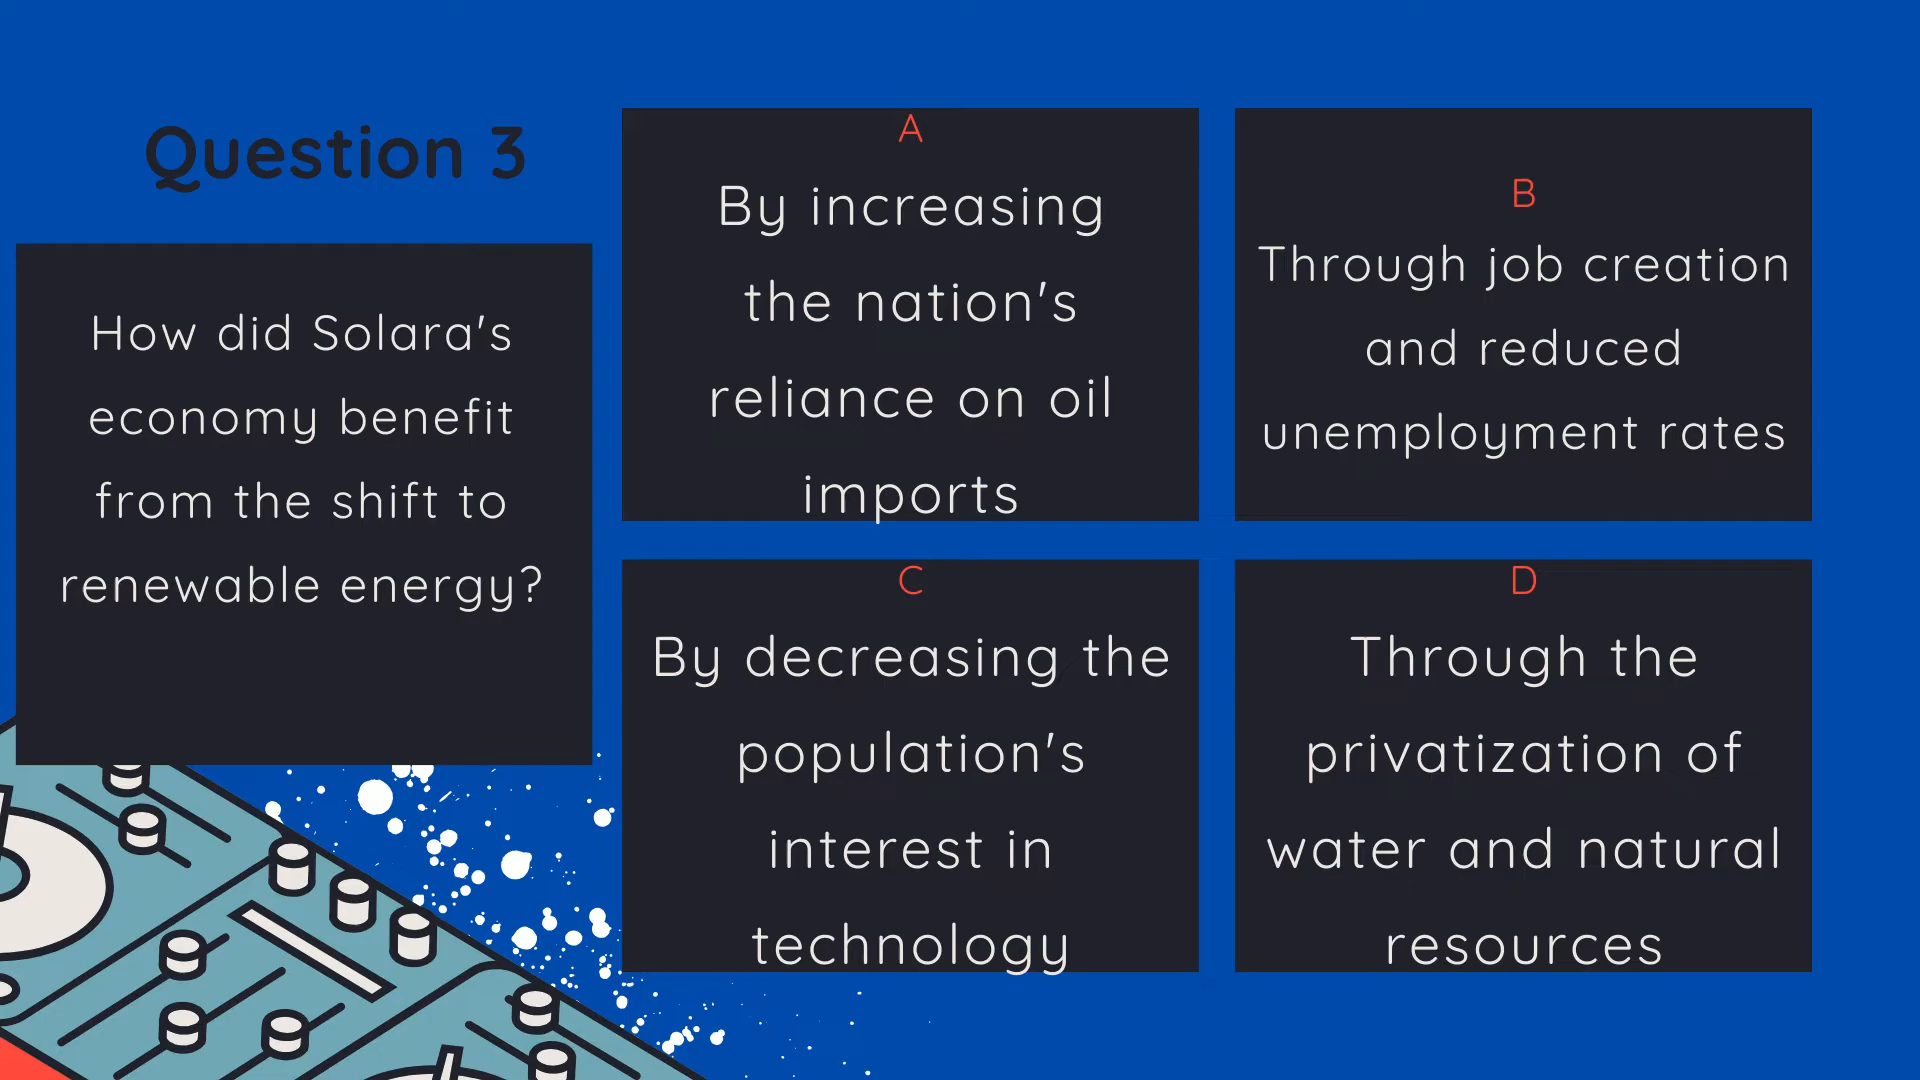 Question 3
How did Solara's
economy benefit
from the shift to
renewable energy?
A
By increasing
the nation's
reliance on oil
imports
B
Through job creation
and reduced
unemployment rates
C
By decreasing the
population's
interest in
technology
D
Through the
privatization of
water and natural
resources